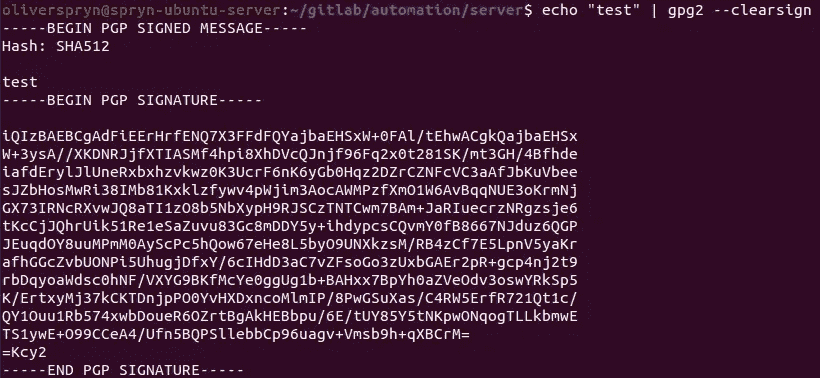 oliverspryn@spryn-ubuntu-server:~/gitlab/automation/server$ echo "test" | gpg2 --clearsign
-----BEGIN PGP SIGNED MESSAGE-----
Hash: SHA512

test
-----BEGIN PGP SIGNATURE-----

iQIzBAEBCgAdFiEErHrfENQ7X3FFdFQYajbaEHSxW+0FAl/tEhwACgkQajbaEHSx
W+3ysA//XKDNRJjfXTIASMf4hpi8XhDVcQJnjf96Fq2x0t281SK/mt3GH/4Bfhde
iafdErylJlUneRxbxhzvkwz0K3UcrF6nK6yGb0Hqz2DZrCZNFcVC3aAfJbKuVbee
sJZbHosMwRi38IMb81Kxklzfywv4pWjim3AocAWMPzfXmO1W6AvBqqNUE3oKrmNj
GX73IRNcRXvwJQ8aTI1zO8b5NbXypH9RJSCzTNTCwm7BAm+JaRIuecrzNRgzsje6
tKcCjJQhrUik51Re1eSaZuvu83Gc8mDDY5y+ihdypcsCQvmY0fB8667NJduz6QGP
JEuqdOY8uuMPmM0AyScPc5hQow67eHe8L5byO9UNXkzsM/RB4zCf7E5LpnV5yaKr
afhGGcZvbUONPi5UhugjDfxY/6cIHdD3aC7vZFsoGo3zUxbGAEr2pR+gcp4nj2t9
rbDqyoaWdsc0hNF/VXYG9BKfMcYe0ggUg1b+BAHxx7BpYh0aZVeOdv3oswYRkSp5
K/ErtxyMj37kCKTDnjpPO0YvHXDxncoMlmIP/8PwGSuXas/C4RW5ErfR721Qt1c/
QY1Ouu1Rb574xwbDoueR6OZrtBgAkHEBbpu/6E/tUY85Y5tNKpwONqogTLLkbmwE
TS1ywE+O99CCeA4/Ufn5BQPSllebbCp96uagv+Vmsb9h+qXBCrM=
=Kcy2
-----END PGP SIGNATURE-----